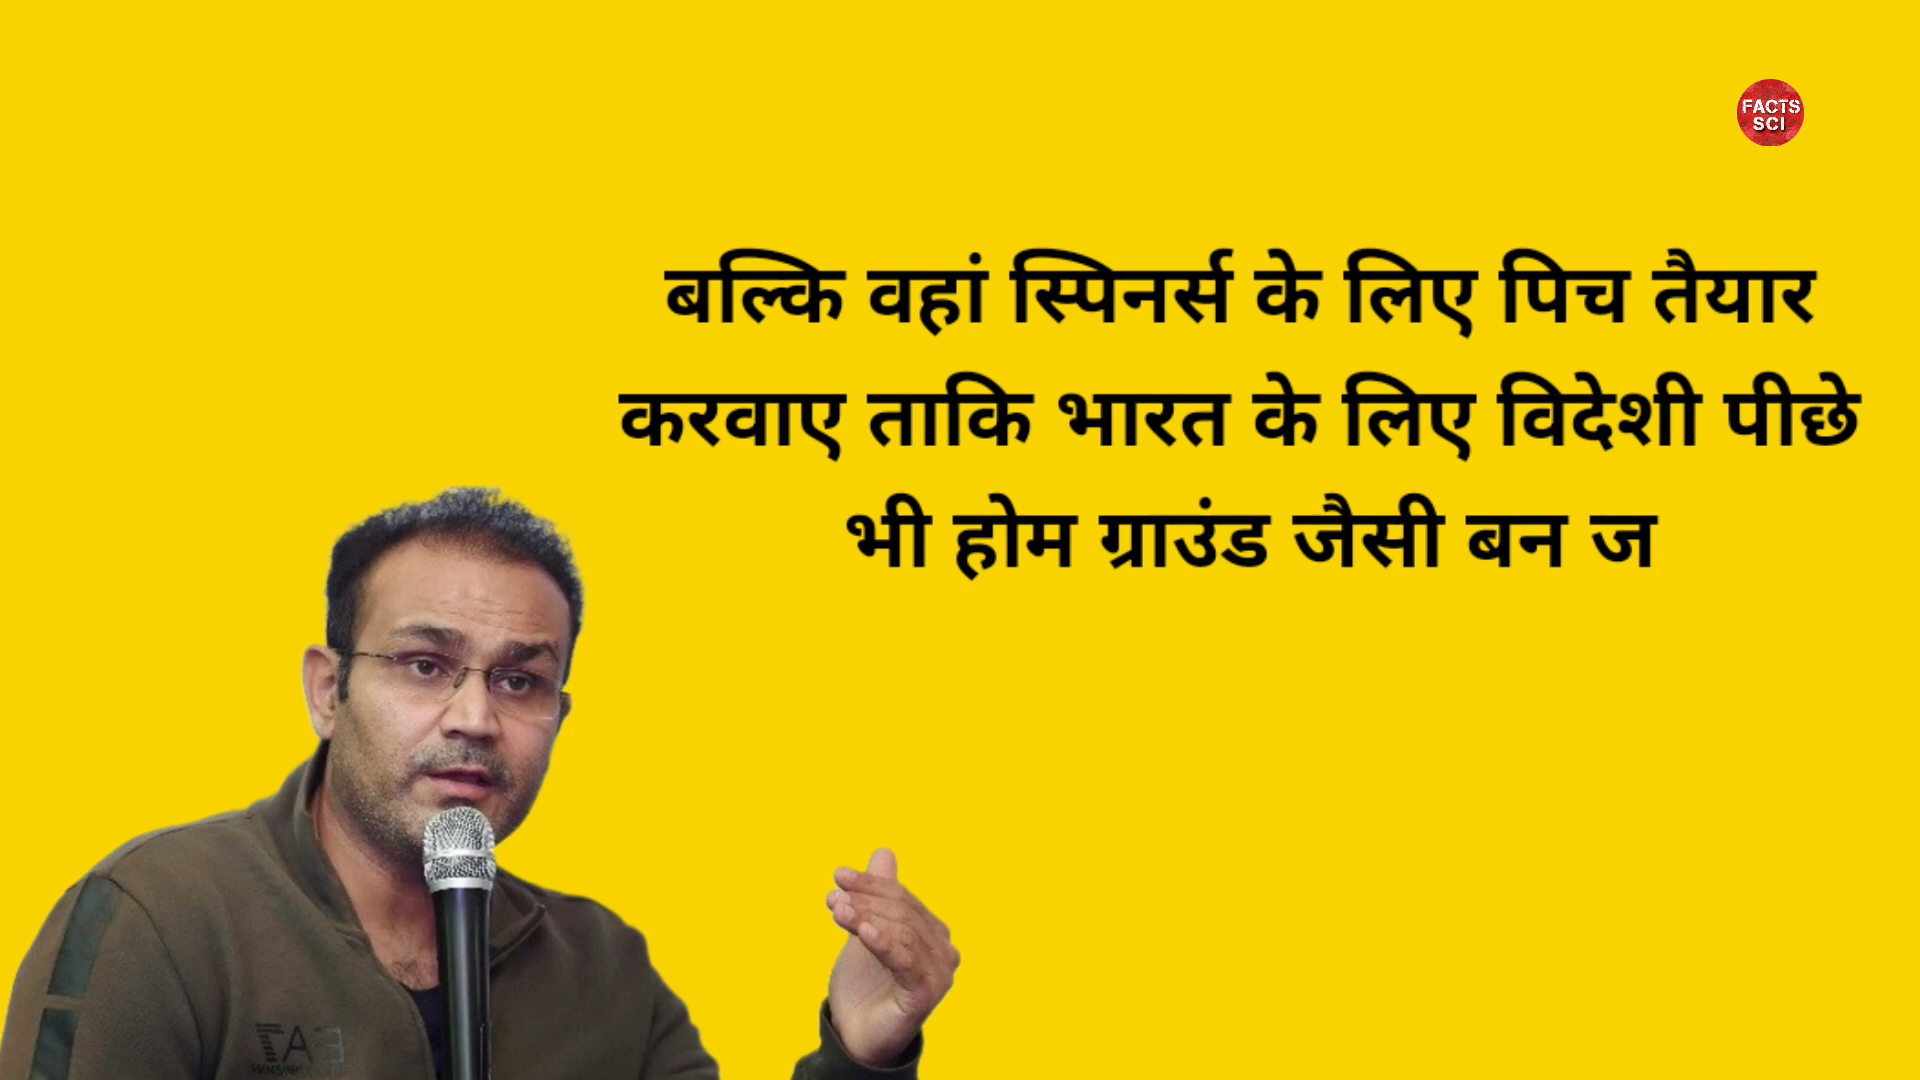 FACTS
SCI
बल्कि वहां स्पिनर्स के लिए पिच तैयार
करवाए ताकि भारत के लिए विदेशी पीछे
भी होम ग्राउंड जैसी बन ज